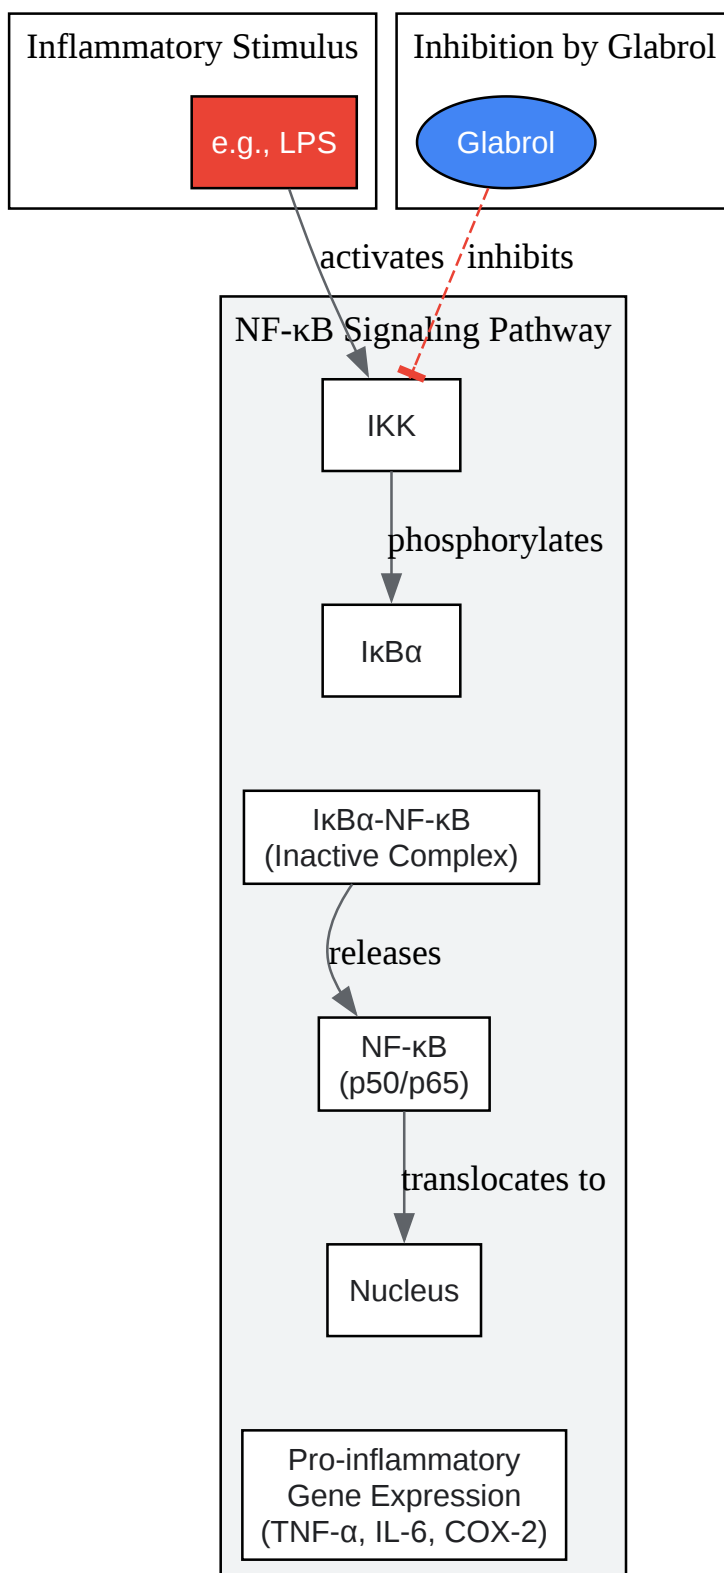 Inflammatory Stimulus
Inhibition by Glabrol
e.g., LPS
Glabrol
activates
inhibits
NF-κB Signaling Pathway
IKK
phosphorylates
IκBα
IκBα-NF-κB
(Inactive Complex)
releases
NF-κB
(p50/p65)
translocates to
Nucleus
Pro-inflammatory
Gene Expression
(TNF-α, IL-6, COX-2)